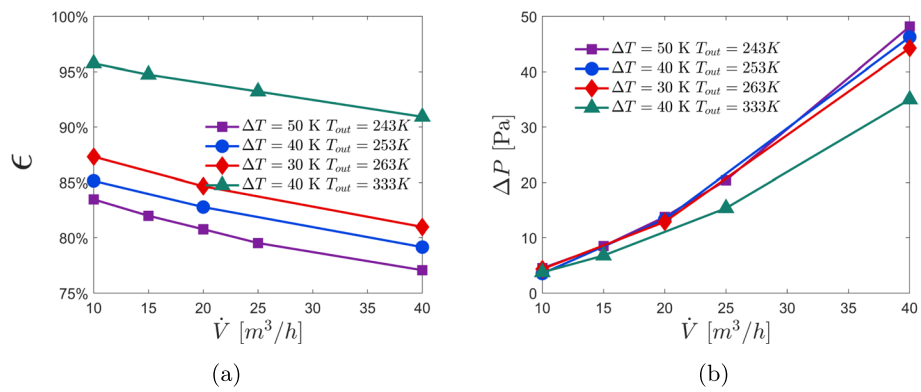 100%
95%
90%
85%
80%
75%
ϵ
ΔT = 50 K T_out = 243K
ΔT = 40 K T_out = 253K
ΔT = 30 K T_out = 263K
ΔT = 40 K T_out = 333K
10 15 20 25 30 35 40
V̇ [m³/h]
(a)
50
40
30
20
10
0
ΔP [Pa]
ΔT = 50 K T_out = 243K
ΔT = 40 K T_out = 253K
ΔT = 30 K T_out = 263K
ΔT = 40 K T_out = 333K
10 15 20 25 30 35 40
V̇ [m³/h]
(b)